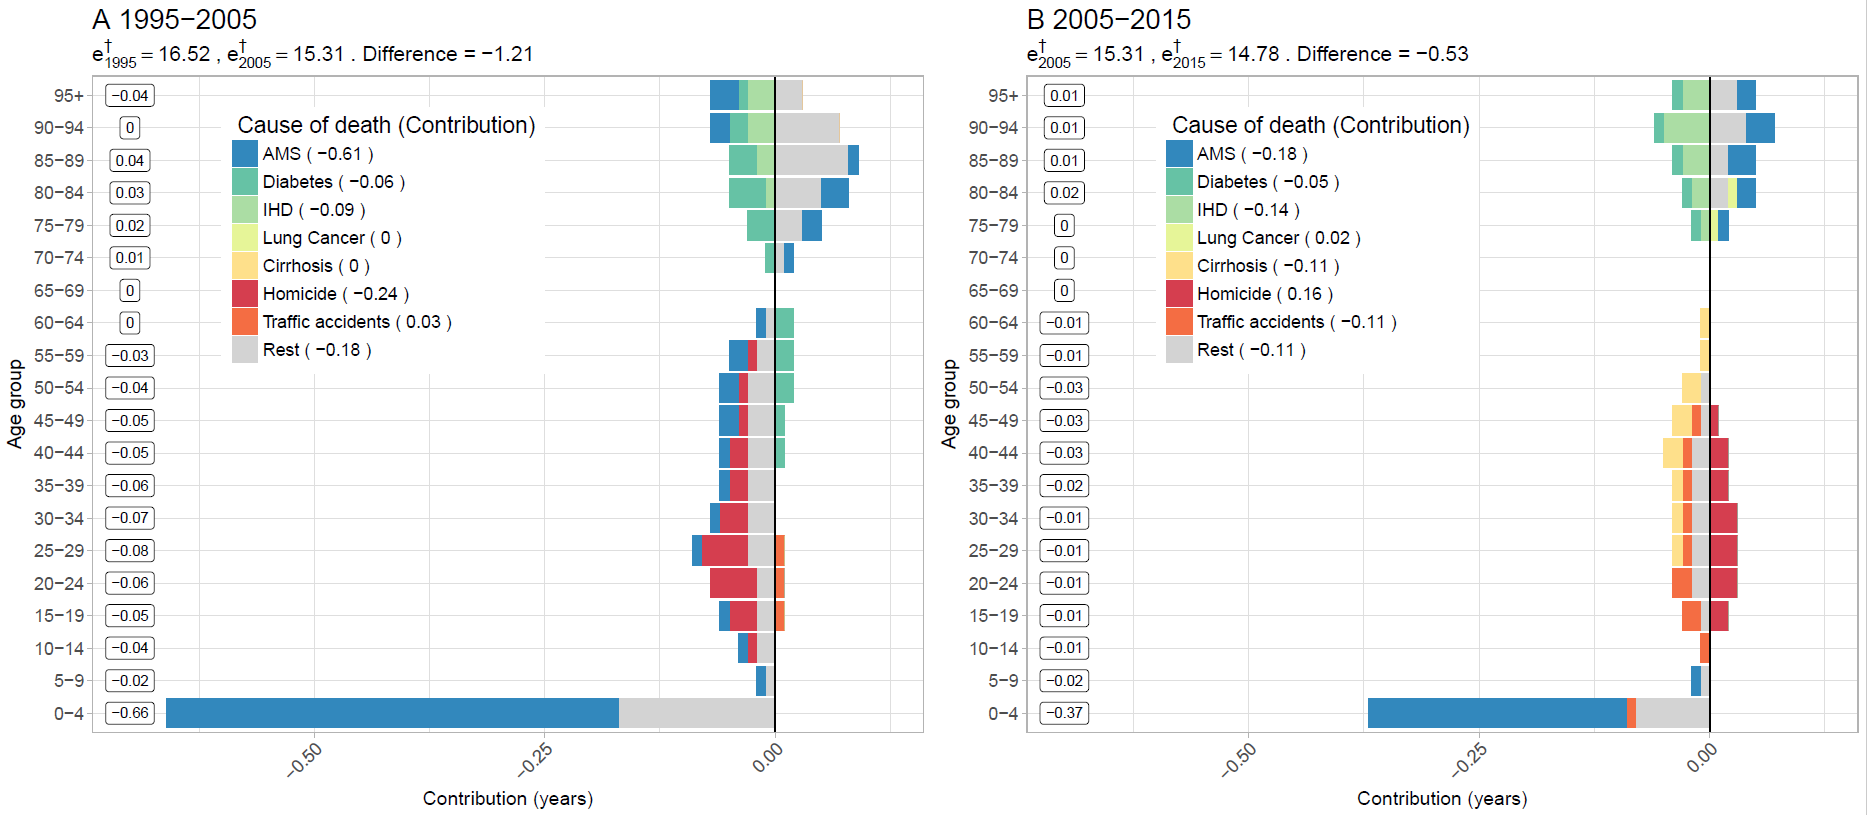 A 1995−2005
e†1995 = 16.52 , e†2005 = 15.31 . Difference = −1.21
95+ −0.04
90−94 0
85−89 0.04
80−84 0.03
75−79 0.02
70−74 0.01
65−69 0
60−64 0
55−59 −0.03
50−54 −0.04
45−49 −0.05
40−44 −0.05
35−39 −0.06
30−34 −0.07
25−29 −0.08
20−24 −0.06
15−19 −0.05
10−14 −0.04
5−9 −0.02
0−4 −0.66
Age group
Cause of death (Contribution)
AMS ( −0.61 )
Diabetes ( −0.06 )
IHD ( −0.09 )
Lung Cancer ( 0 )
Cirrhosis ( 0 )
Homicide ( −0.24 )
Traffic accidents ( 0.03 )
Rest ( −0.18 )
−0.50 −0.25 0.00
Contribution (years)
B 2005−2015
e†2005 = 15.31 , e†2015 = 14.78 . Difference = −0.53
95+ 0.01
90−94 0.01
85−89 0.01
80−84 0.02
75−79 0
70−74 0
65−69 0
60−64 −0.01
55−59 −0.01
50−54 −0.03
45−49 −0.03
40−44 −0.03
35−39 −0.02
30−34 −0.01
25−29 −0.01
20−24 −0.01
15−19 −0.01
10−14 −0.01
5−9 −0.02
0−4 −0.37
Age group
Cause of death (Contribution)
AMS ( −0.18 )
Diabetes ( −0.05 )
IHD ( −0.14 )
Lung Cancer ( 0.02 )
Cirrhosis ( −0.11 )
Homicide ( 0.16 )
Traffic accidents ( −0.11 )
Rest ( −0.11 )
−0.50 −0.25 0.00
Contribution (years)